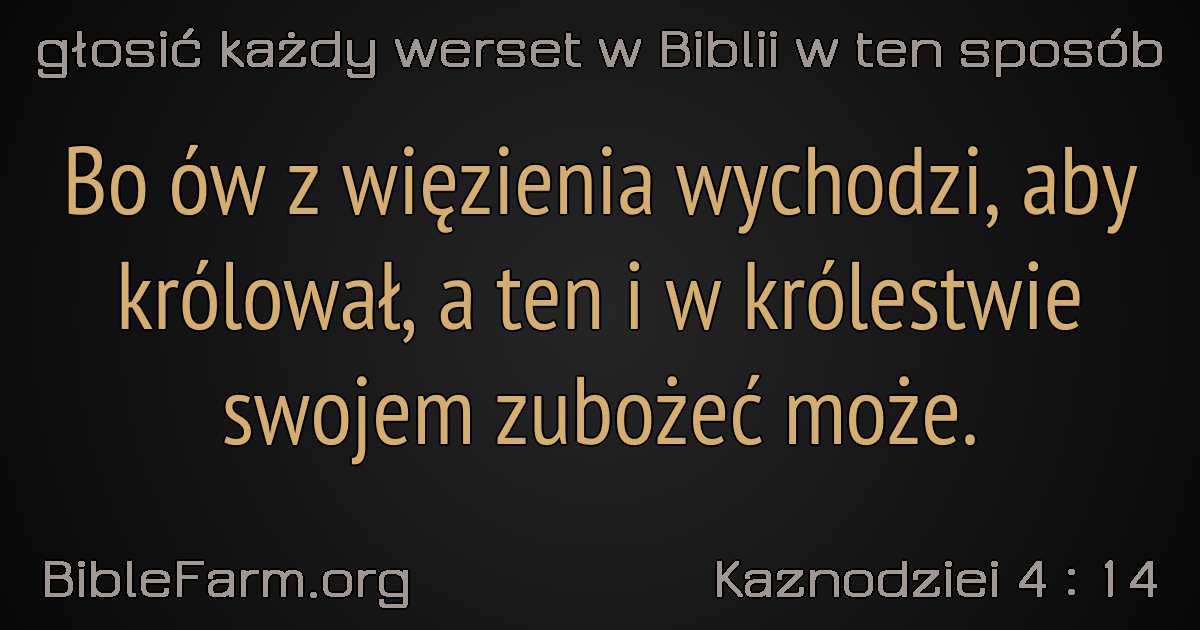 głosić każdy werset w Biblii w ten sposób
Bo ów z więzienia wychodzi, aby
królował, a ten i w królestwie
swojem zubożeć może.
BibleFarm.org
Kaznodziei 4 : 14